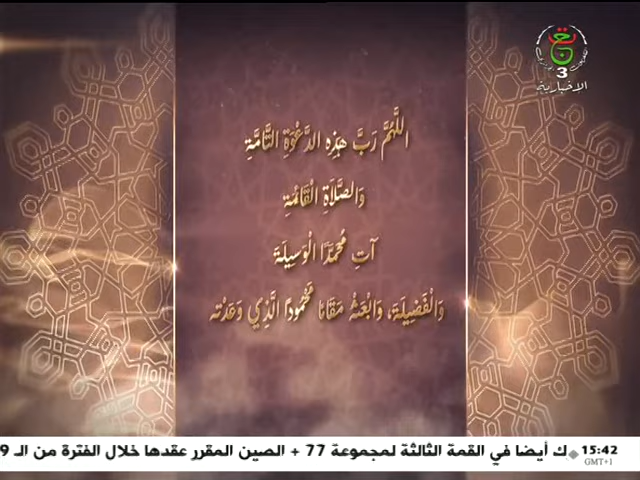 3
الإخبارية
اللَّهُمَّ رَبَّ هَذِهِ الدَّعْوَةِ التَّامَّةِ
وَالصَّلَاةِ الْقَائِمَةِ
آتِ مُحَمَّدًا الْوَسِيلَةَ
وَالْفَضِيلَةَ، وَابْعَثْهُ مَقَامًا مَحْمُودًا الَّذِي وَعَدْتَه
15:42
GMT+1
ك أيضا في القمة الثالثة لمجموعة 77 + الصين المقرر عقدها خلال الفترة من الـ 9